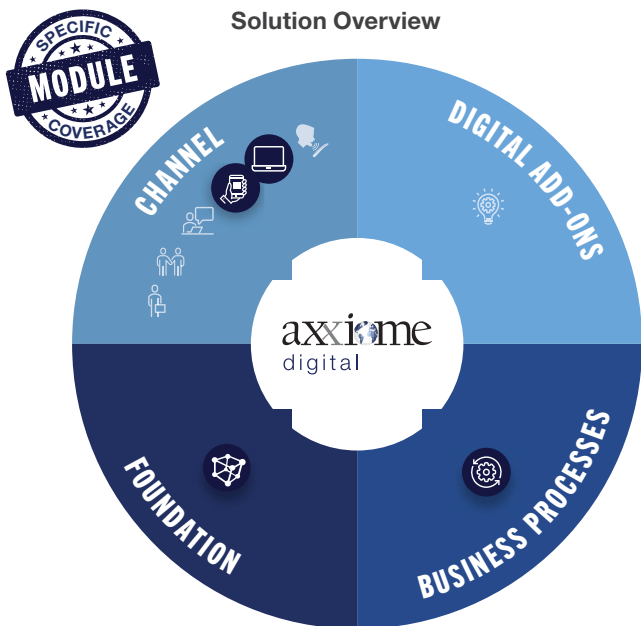 Solution Overview
SPECIFIC
MODULE
COVERAGE
CHANNEL
DIGITAL ADD-ONS
axxiome
digital
FOUNDATION
BUSINESS PROCESSES